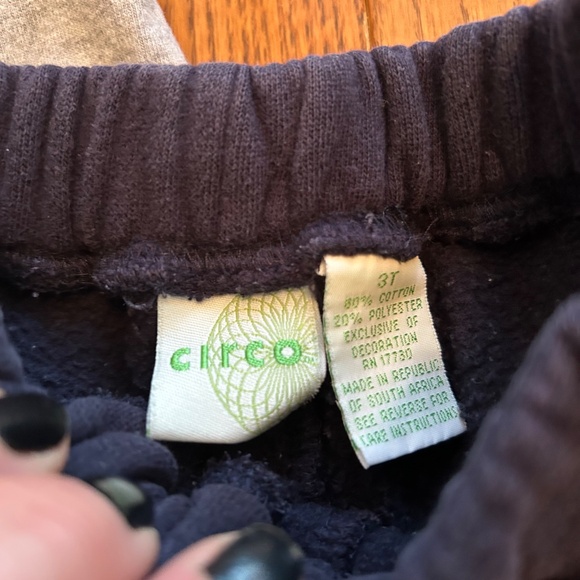 circo
3T
80% COTTON
20% POLYESTER
EXCLUSIVE OF
DECORATION
RN 17730
MADE IN REPUBLIC
OF SOUTH AFRICA
SEE REVERSE FOR
CARE INSTRUCTIONS